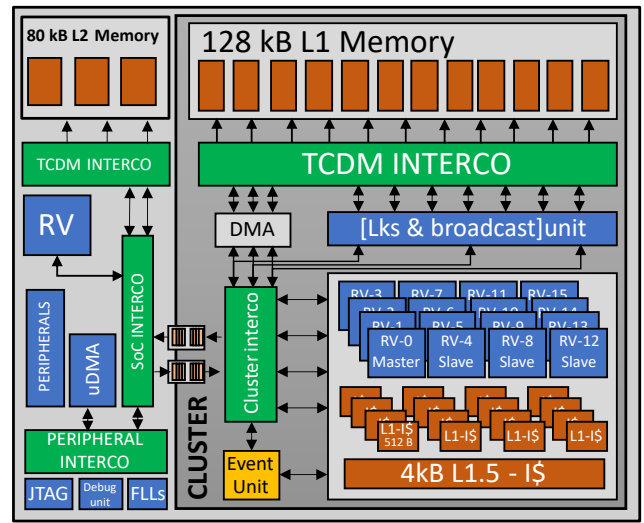 80 kB L2 Memory
128 kB L1 Memory
TCDM INTERCO
TCDM INTERCO
RV
DMA
[Lks & broadcast]unit
SoC INTERCO
PERIPHERALS
uDMA
PERIPHERAL
INTERCO
JTAG
Debug
unit
FLLs
CLUSTER
Cluster interco
Event
Unit
RV-3
RV-7
RV-11
RV-15
RV-1
RV-5
RV-9
RV-13
RV-0
Master
RV-4
Slave
RV-8
Slave
RV-12
Slave
L1-I$
512 B
L1-I$
L1-I$
L1-I$
4kB L1.5 - I$